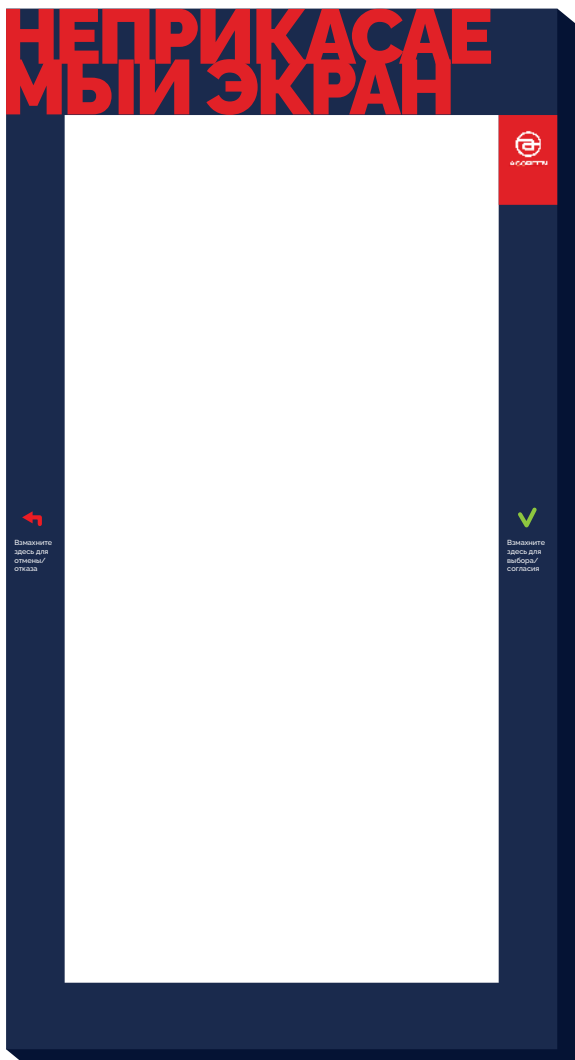 НЕПРИКАСАЕ
МЫЙ ЭКРАН
Взмахните
здесь для
отмены/
отказа
Взмахните
здесь для
выбора/
согласия